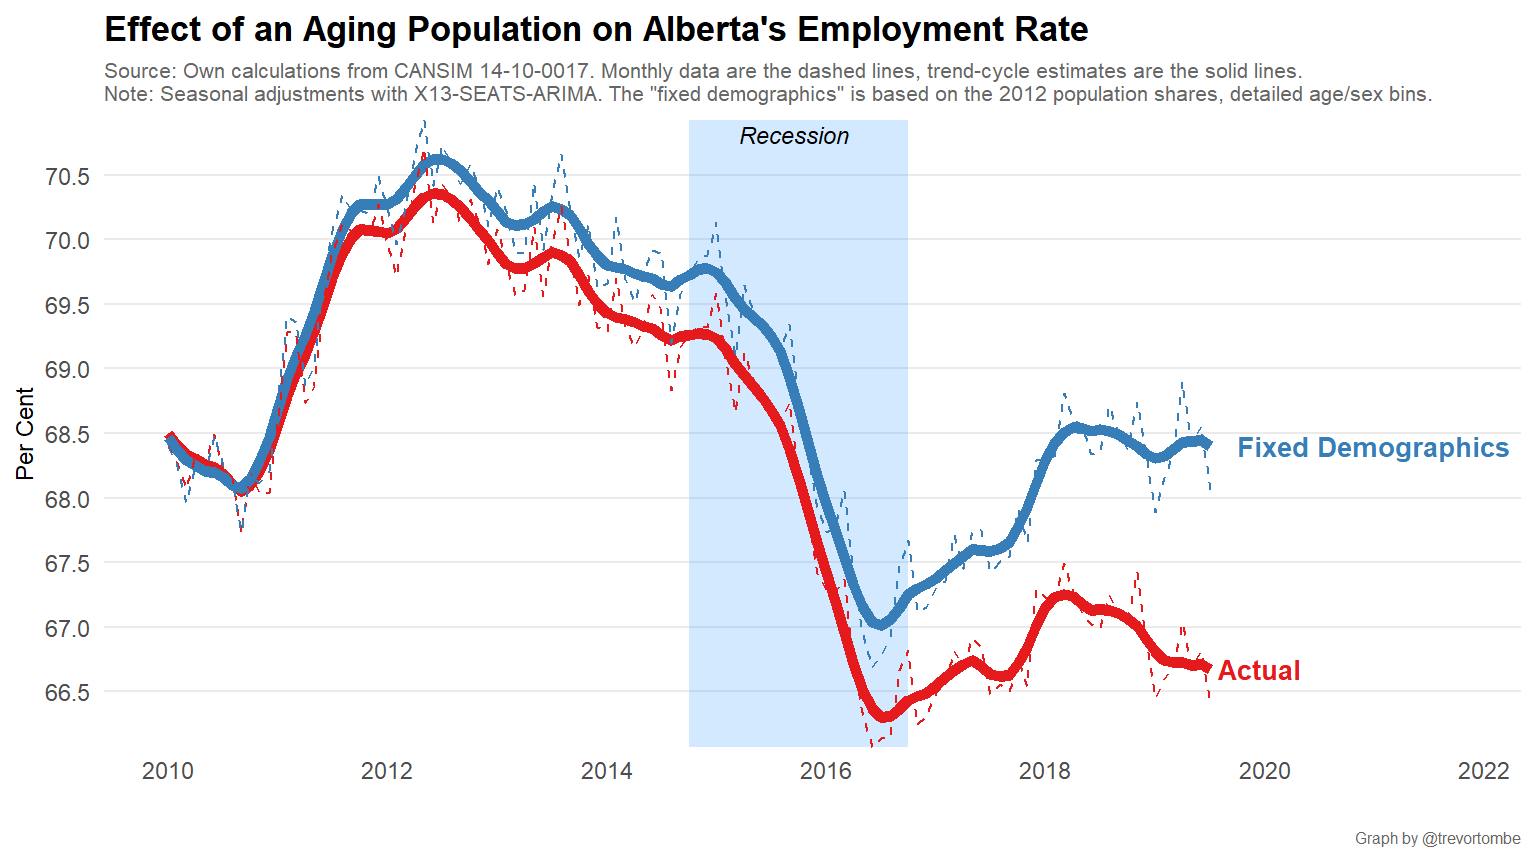 Effect of an Aging Population on Alberta's Employment Rate
Source: Own calculations from CANSIM 14-10-0017. Monthly data are the dashed lines, trend-cycle estimates are the solid lines.
Note: Seasonal adjustments with X13-SEATS-ARIMA. The "fixed demographics" is based on the 2012 population shares, detailed age/sex bins.
Recession
70.5
70.0
69.5
69.0
68.5
68.0
67.5
67.0
66.5
Per Cent
Fixed Demographics
Actual
2010
2012
2014
2016
2018
2020
2022
Graph by @trevortombe